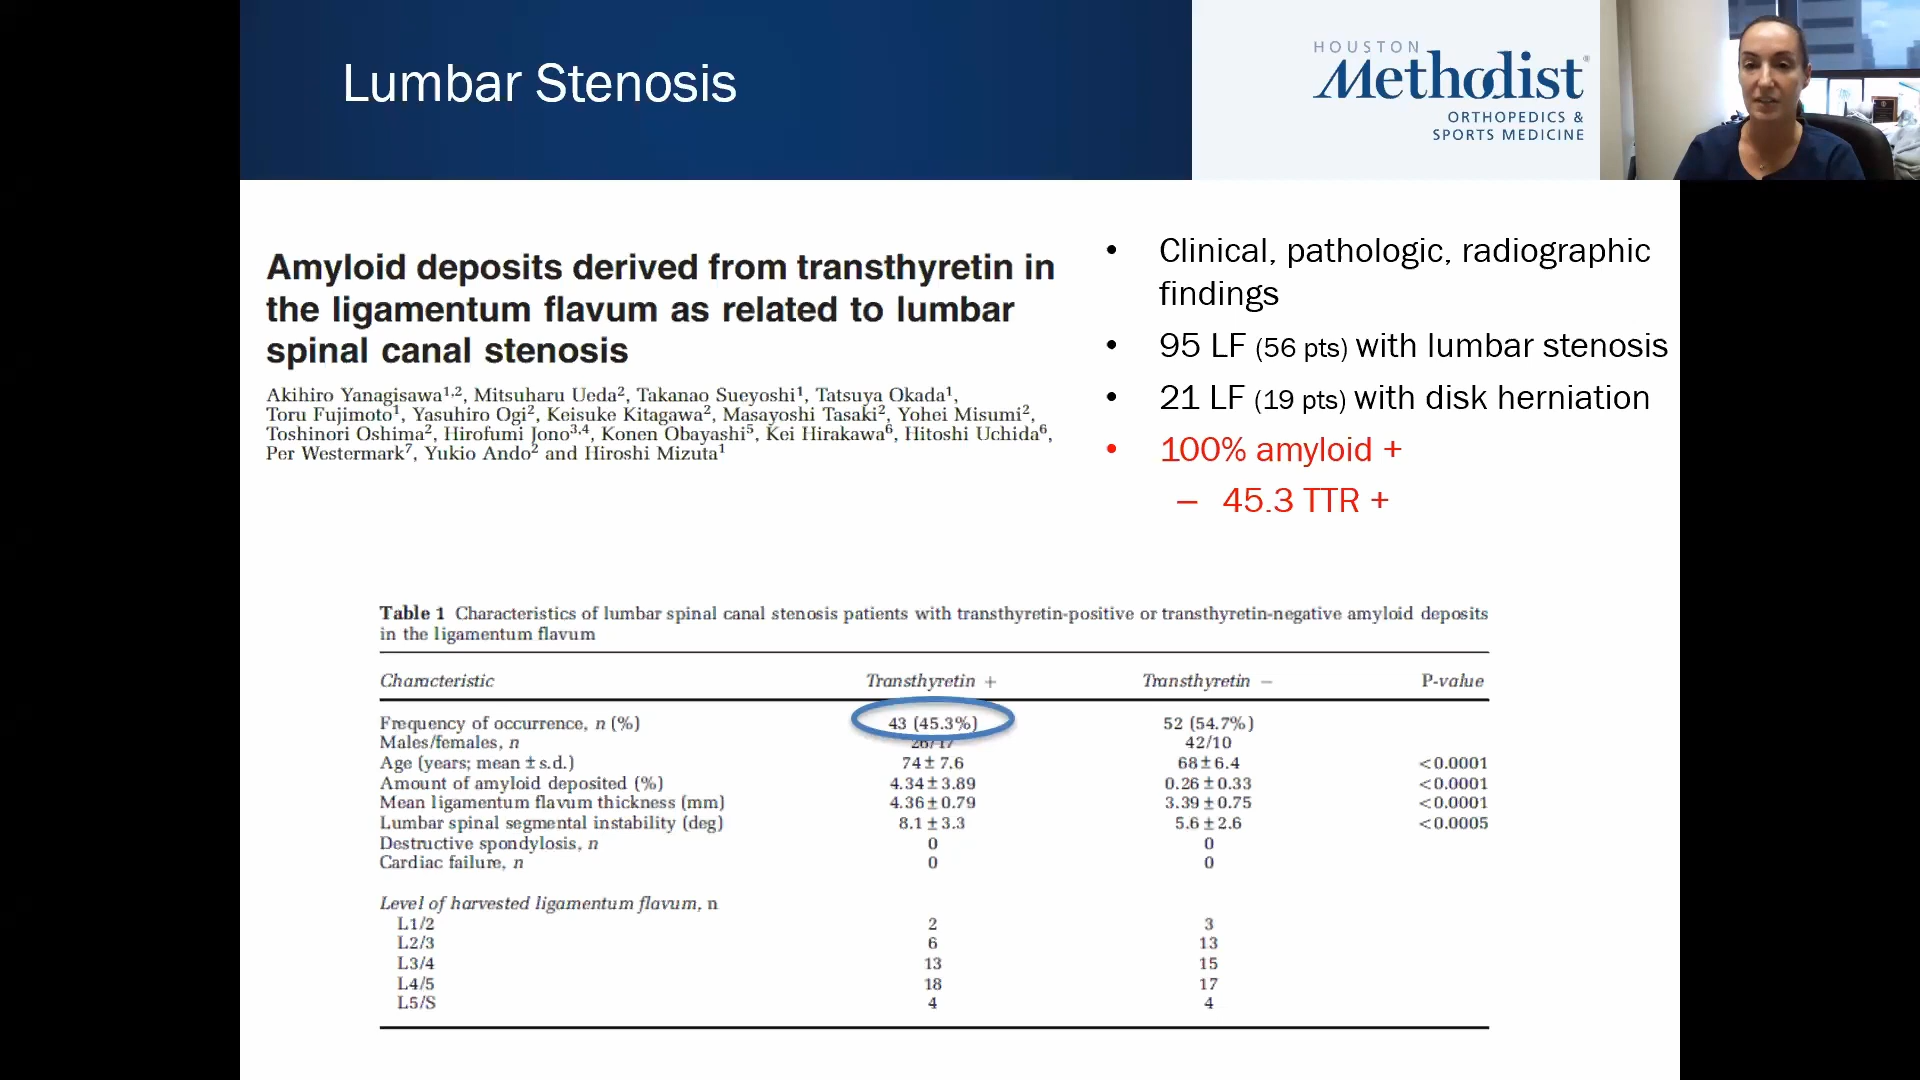 Lumbar Stenosis
HOUSTON
Methodist®
ORTHOPEDICS &
SPORTS MEDICINE
Amyloid deposits derived from transthyretin in
the ligamentum flavum as related to lumbar
spinal canal stenosis
Akihiro Yanagisawa1,2, Mitsuharu Ueda2, Takanao Sueyoshi1, Tatsuya Okada1,
Toru Fujimoto1, Yasuhiro Ogi2, Keisuke Kitagawa2, Masayoshi Tasaki2, Yohei Misumi2,
Toshinori Oshima2, Hirofumi Jono3,4, Konen Obayashi5, Kei Hirakawa6, Hitoshi Uchida6,
Per Westermark7, Yukio Ando2 and Hiroshi Mizuta1
• Clinical, pathologic, radiographic
findings
• 95 LF (56 pts) with lumbar stenosis
• 21 LF (19 pts) with disk herniation
• 100% amyloid +
– 45.3 TTR +
Table 1 Characteristics of lumbar spinal canal stenosis patients with transthyretin-positive or transthyretin-negative amyloid deposits
in the ligamentum flavum
Characteristic Transthyretin + Transthyretin − P-value
Frequency of occurrence, n (%) 43 (45.3%) 52 (54.7%)
Males/females, n 26/17 42/10
Age (years; mean ± s.d.) 74 ± 7.6 68 ± 6.4 <0.0001
Amount of amyloid deposited (%) 4.34 ± 3.89 0.26 ± 0.33 <0.0001
Mean ligamentum flavum thickness (mm) 4.36 ± 0.79 3.39 ± 0.75 <0.0001
Lumbar spinal segmental instability (deg) 8.1 ± 3.3 5.6 ± 2.6 <0.0005
Destructive spondylosis, n 0 0
Cardiac failure, n 0 0
Level of harvested ligamentum flavum, n
L1/2 2 3
L2/3 6 13
L3/4 13 15
L4/5 18 17
L5/S 4 4